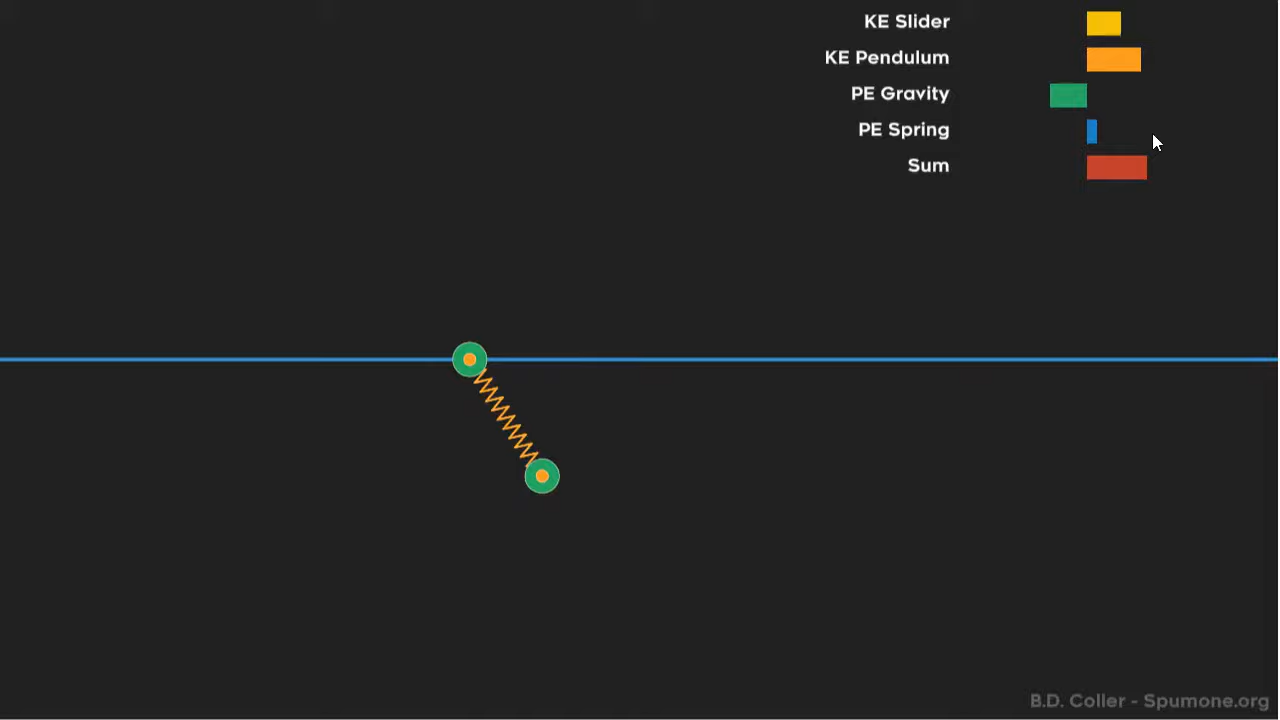 KE Slider
KE Pendulum
PE Gravity
PE Spring
Sum
B.D. Coller - Spumone.org